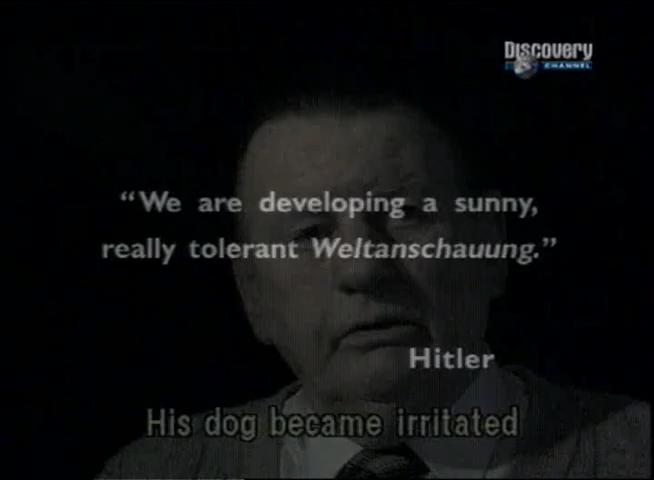 Discovery
CHANNEL
“We are developing a sunny,
really tolerant Weltanschauung.”
Hitler
His dog became irritated